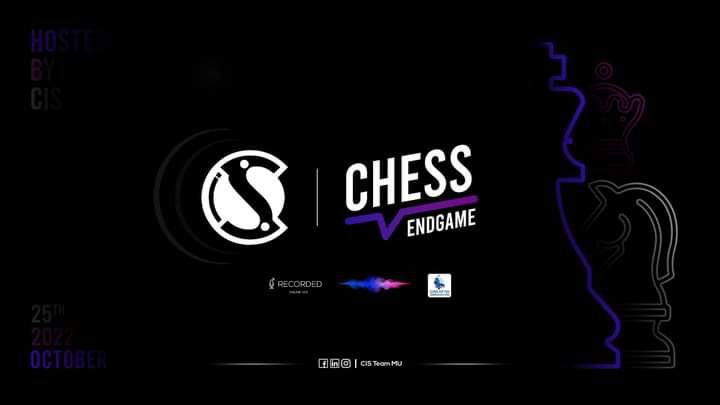 HOSTED
BY
CIS
CHESS
ENDGAME
RECORDED
25TH
2022
OCTOBER
CIS Team MU